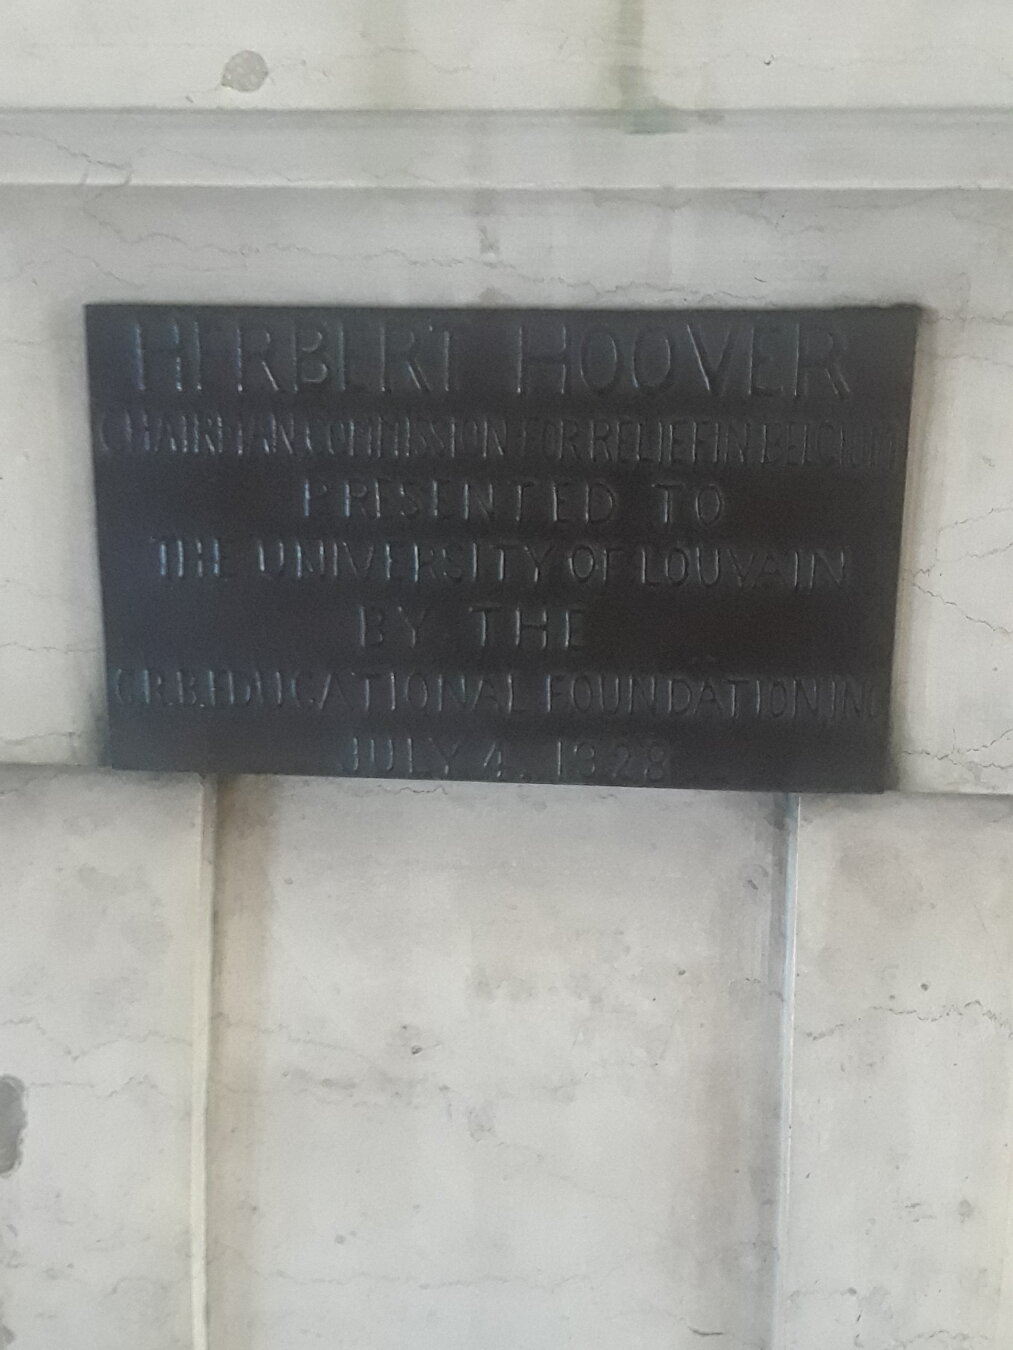 HERBERT HOOVER
CHAIRMAN COMMISSION FOR RELIEF IN BELGIUM
PRESENTED TO
THE UNIVERSITY OF LOUVAIN
BY THE
C.R.B. EDUCATIONAL FOUNDATION, INC
JULY 4. 1928